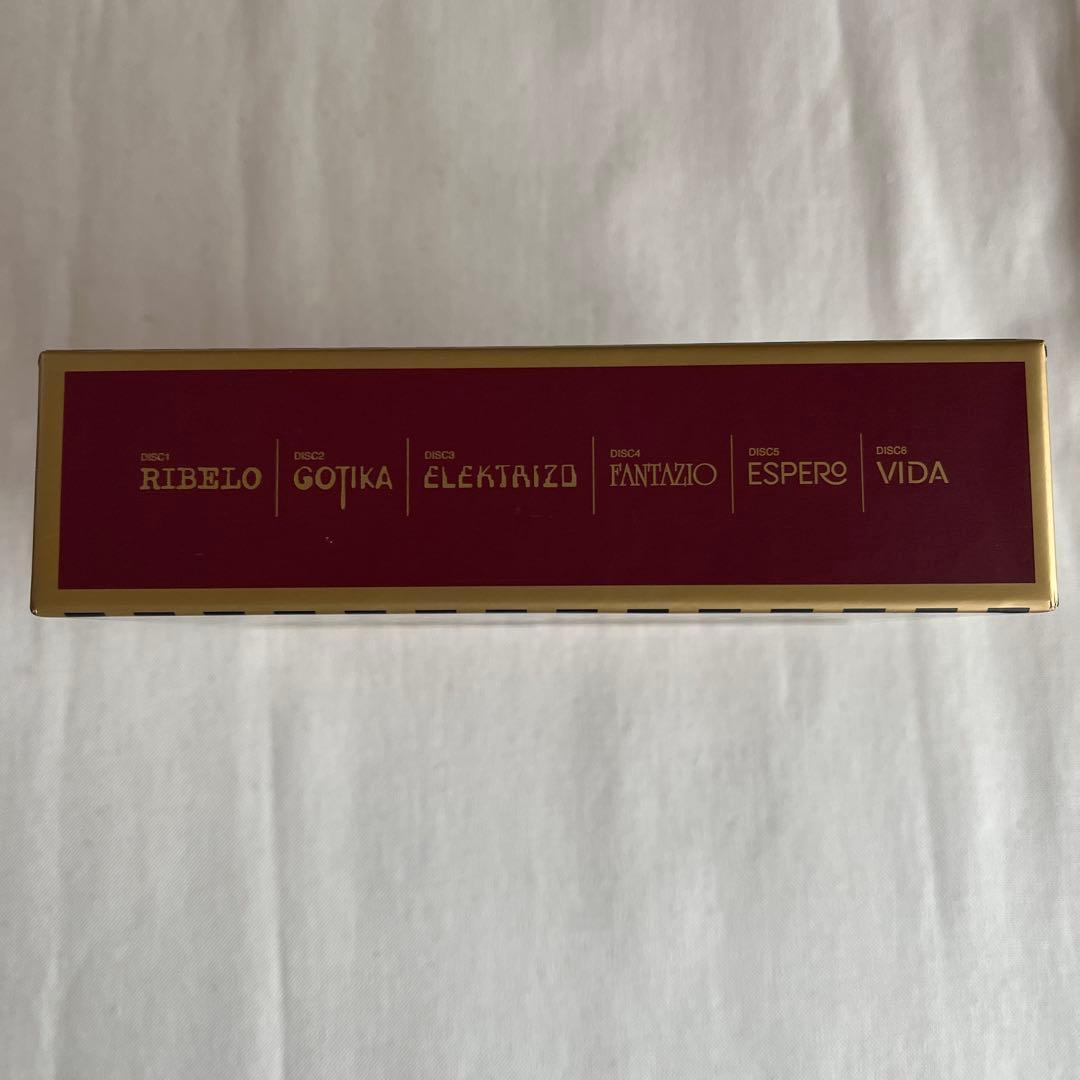 DISC1
RIBELO
DISC2
GOTIKA
DISC3
ELEKTRIZO
DISC4
FANTAZIO
DISC5
ESPERO
DISC6
VIDA